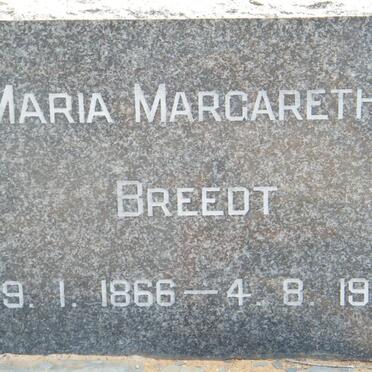 MARIA MARGARETH
BREEDT
9. 1. 1866 — 4. 8. 19